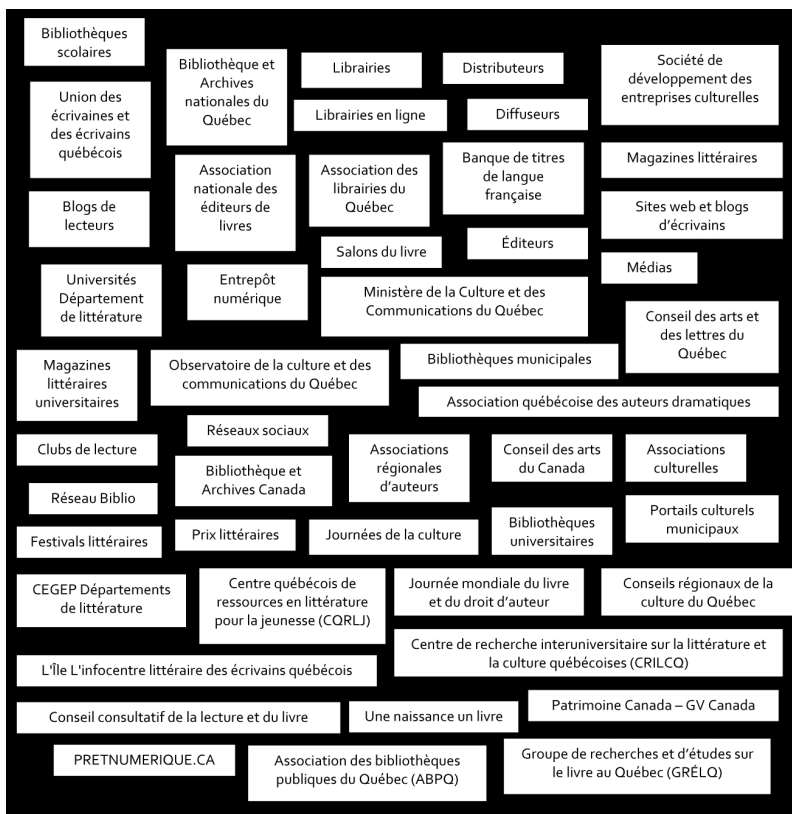 Bibliothèques
scolaires
Bibliothèque et
Archives
nationales du
Québec
Librairies
Distributeurs
Société de
développement des
entreprises culturelles
Union des
écrivaines et
des écrivains
québécois
Librairies en ligne
Diffuseurs
Association
nationale des
éditeurs de
livres
Association des
librairies du
Québec
Banque de titres
de langue
française
Magazines littéraires
Blogs de
lecteurs
Sites web et blogs
d'écrivains
Salons du livre
Éditeurs
Médias
Universités
Département
de littérature
Entrepôt
numérique
Ministère de la Culture et des
Communications du Québec
Conseil des arts et
des lettres du
Québec
Magazines
littéraires
universitaires
Observatoire de la culture et des
communications du Québec
Bibliothèques municipales
Association québécoise des auteurs dramatiques
Réseaux sociaux
Clubs de lecture
Bibliothèque et
Archives Canada
Associations
régionales
d'auteurs
Conseil des arts
du Canada
Associations
culturelles
Réseau Biblio
Portails culturels
municipaux
Festivals littéraires
Prix littéraires
Journées de la culture
Bibliothèques
universitaires
CEGEP Départements
de littérature
Centre québécois de
ressources en littérature
pour la jeunesse (CQRLJ)
Journée mondiale du livre
et du droit d'auteur
Conseils régionaux de la
culture du Québec
L'Île L'infocentre littéraire des écrivains québécois
Centre de recherche interuniversitaire sur la littérature et
la culture québécoises (CRILCQ)
Conseil consultatif de la lecture et du livre
Une naissance un livre
Patrimoine Canada – GV Canada
PRETNUMERIQUE.CA
Association des bibliothèques
publiques du Québec (ABPQ)
Groupe de recherches et d'études sur
le livre au Québec (GRÉLQ)